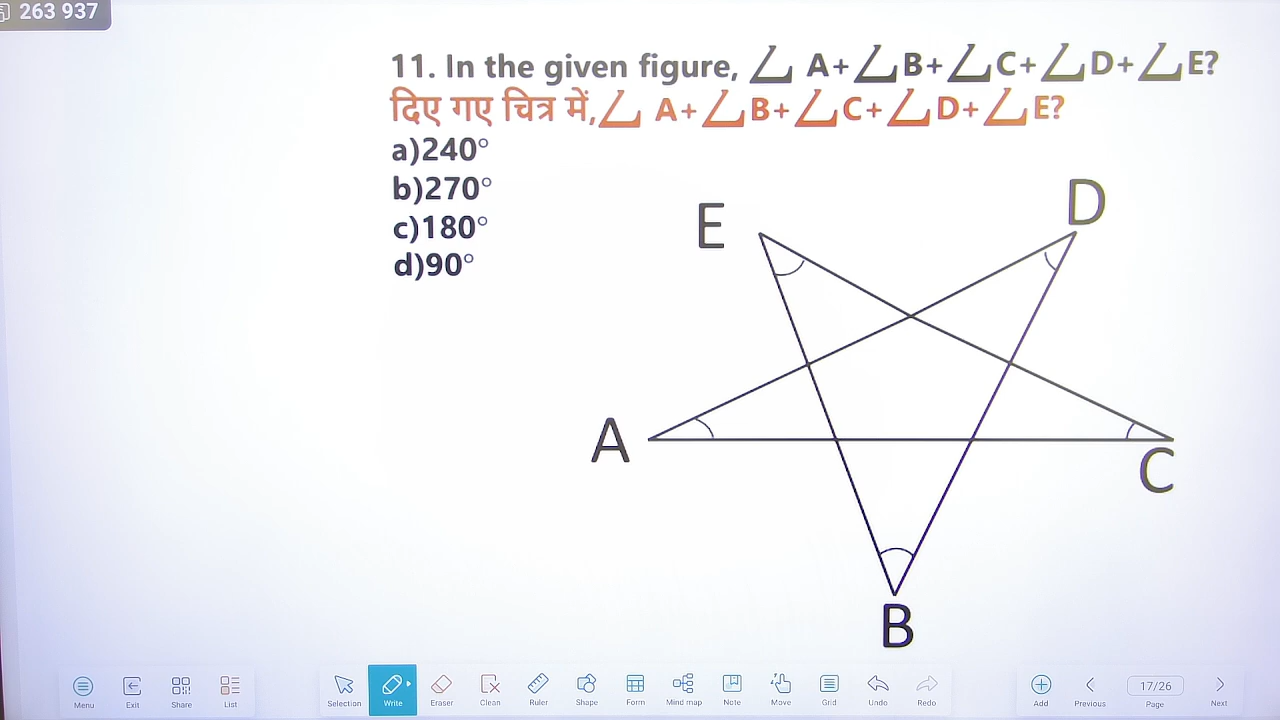 263 937
11. In the given figure, ∠ A+∠B+∠C+∠D+∠E?
दिए गए चित्र में,∠ A+∠B+∠C+∠D+∠E?
a)240°
b)270°
c)180°
d)90°
E
D
A
C
B
Menu
Exit
Share
List
Selection
Write
Eraser
Clean
Ruler
Shape
Form
Mind map
Note
Move
Grid
Undo
Redo
Add
Previous
17/26
Page
Next